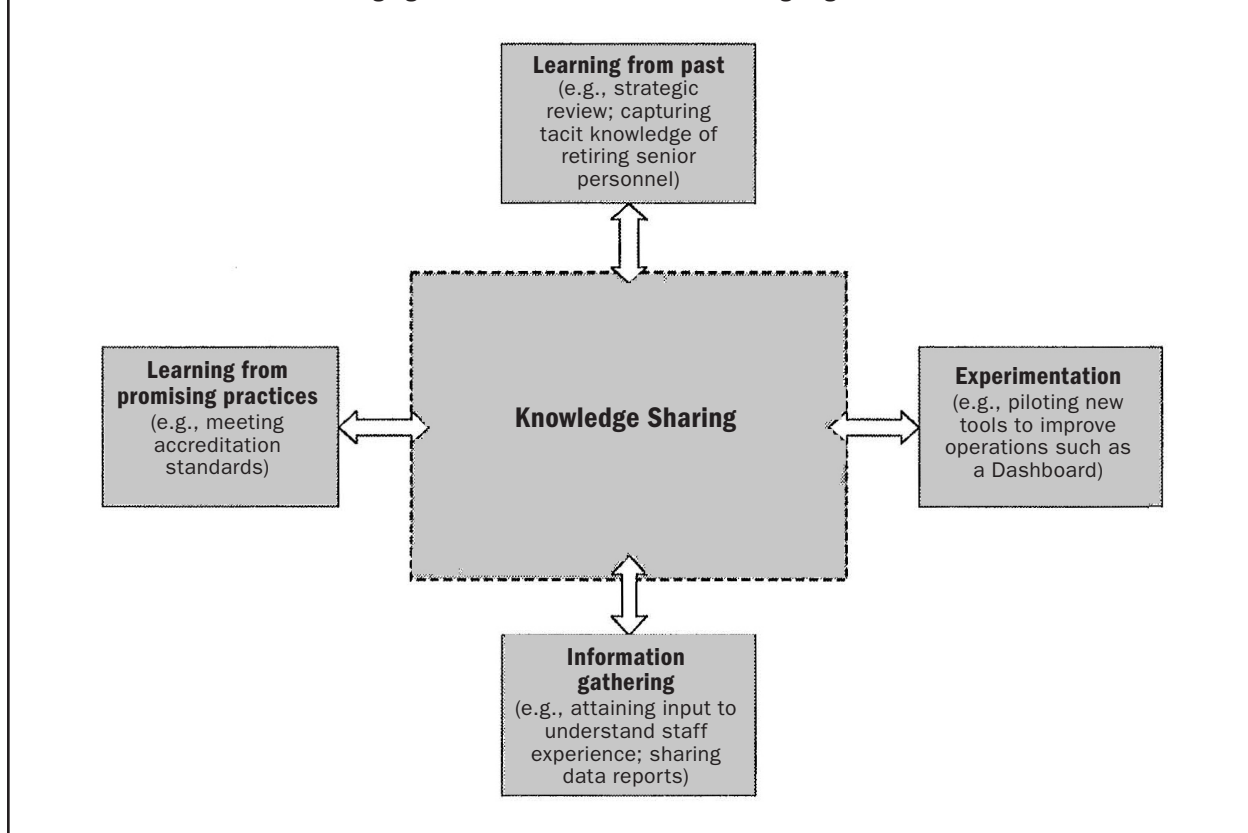 Learning from past
(e.g., strategic
review; capturing
tacit knowledge of
retiring senior
personnel)
Learning from
promising practices
(e.g., meeting
accreditation
standards)
Knowledge Sharing
Experimentation
(e.g., piloting new
tools to improve
operations such as
a Dashboard)
Information
gathering
(e.g., attaining input to
understand staff
experience; sharing
data reports)